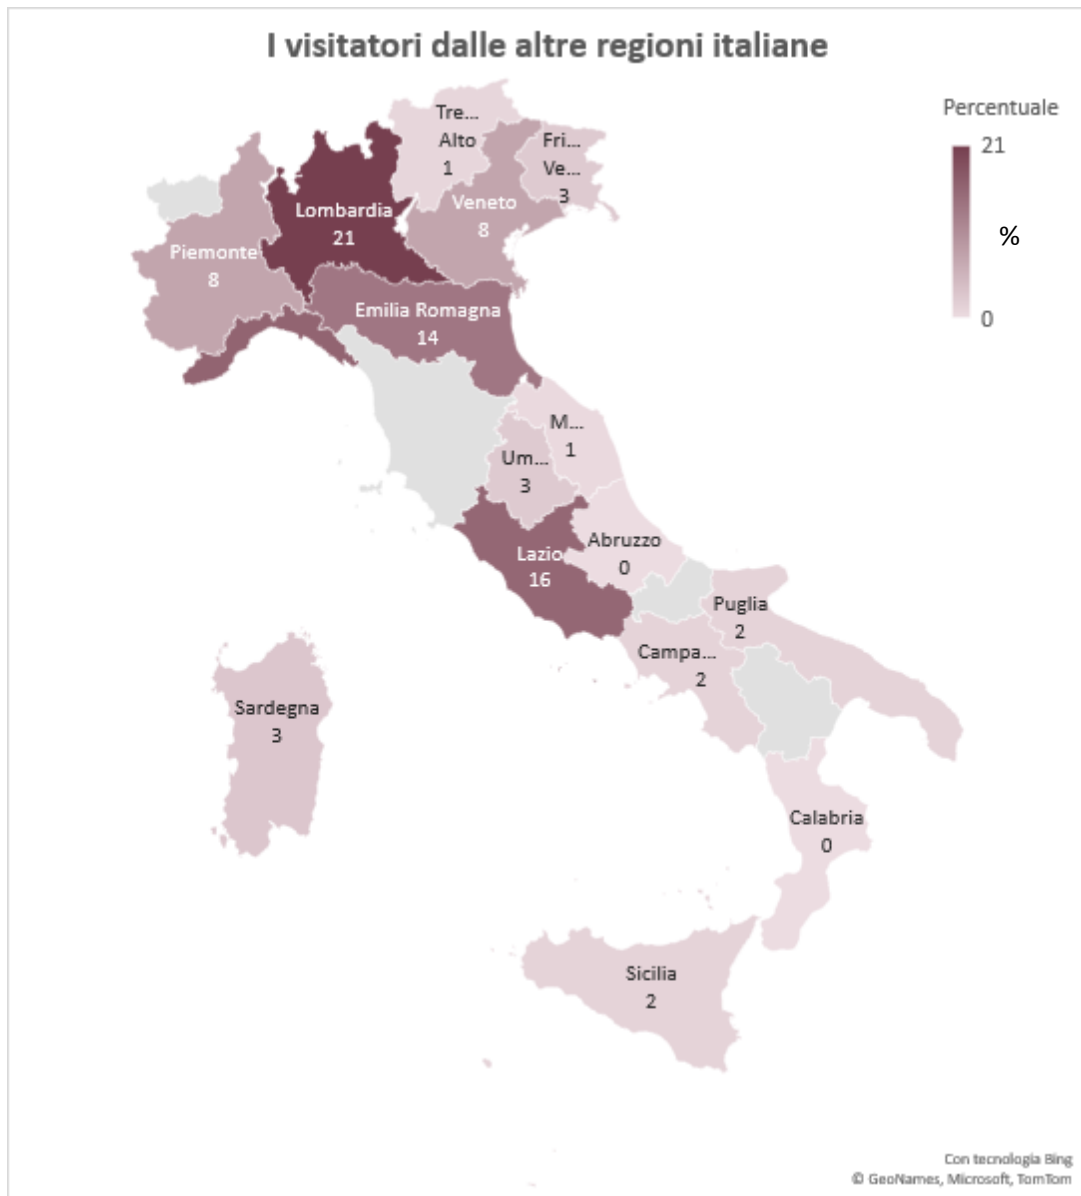 I visitatori dalle altre regioni italiane
Percentuale
21
%
0
Tre...
Alto
1
Fri...
Ve...
3
Veneto
8
Lombardia
21
Piemonte
8
Emilia Romagna
14
M...
1
Um...
3
Lazio
16
Abruzzo
0
Puglia
2
Campa...
2
Sardegna
3
Calabria
0
Sicilia
2
Con tecnologia Bing
© GeoNames, Microsoft, TomTom